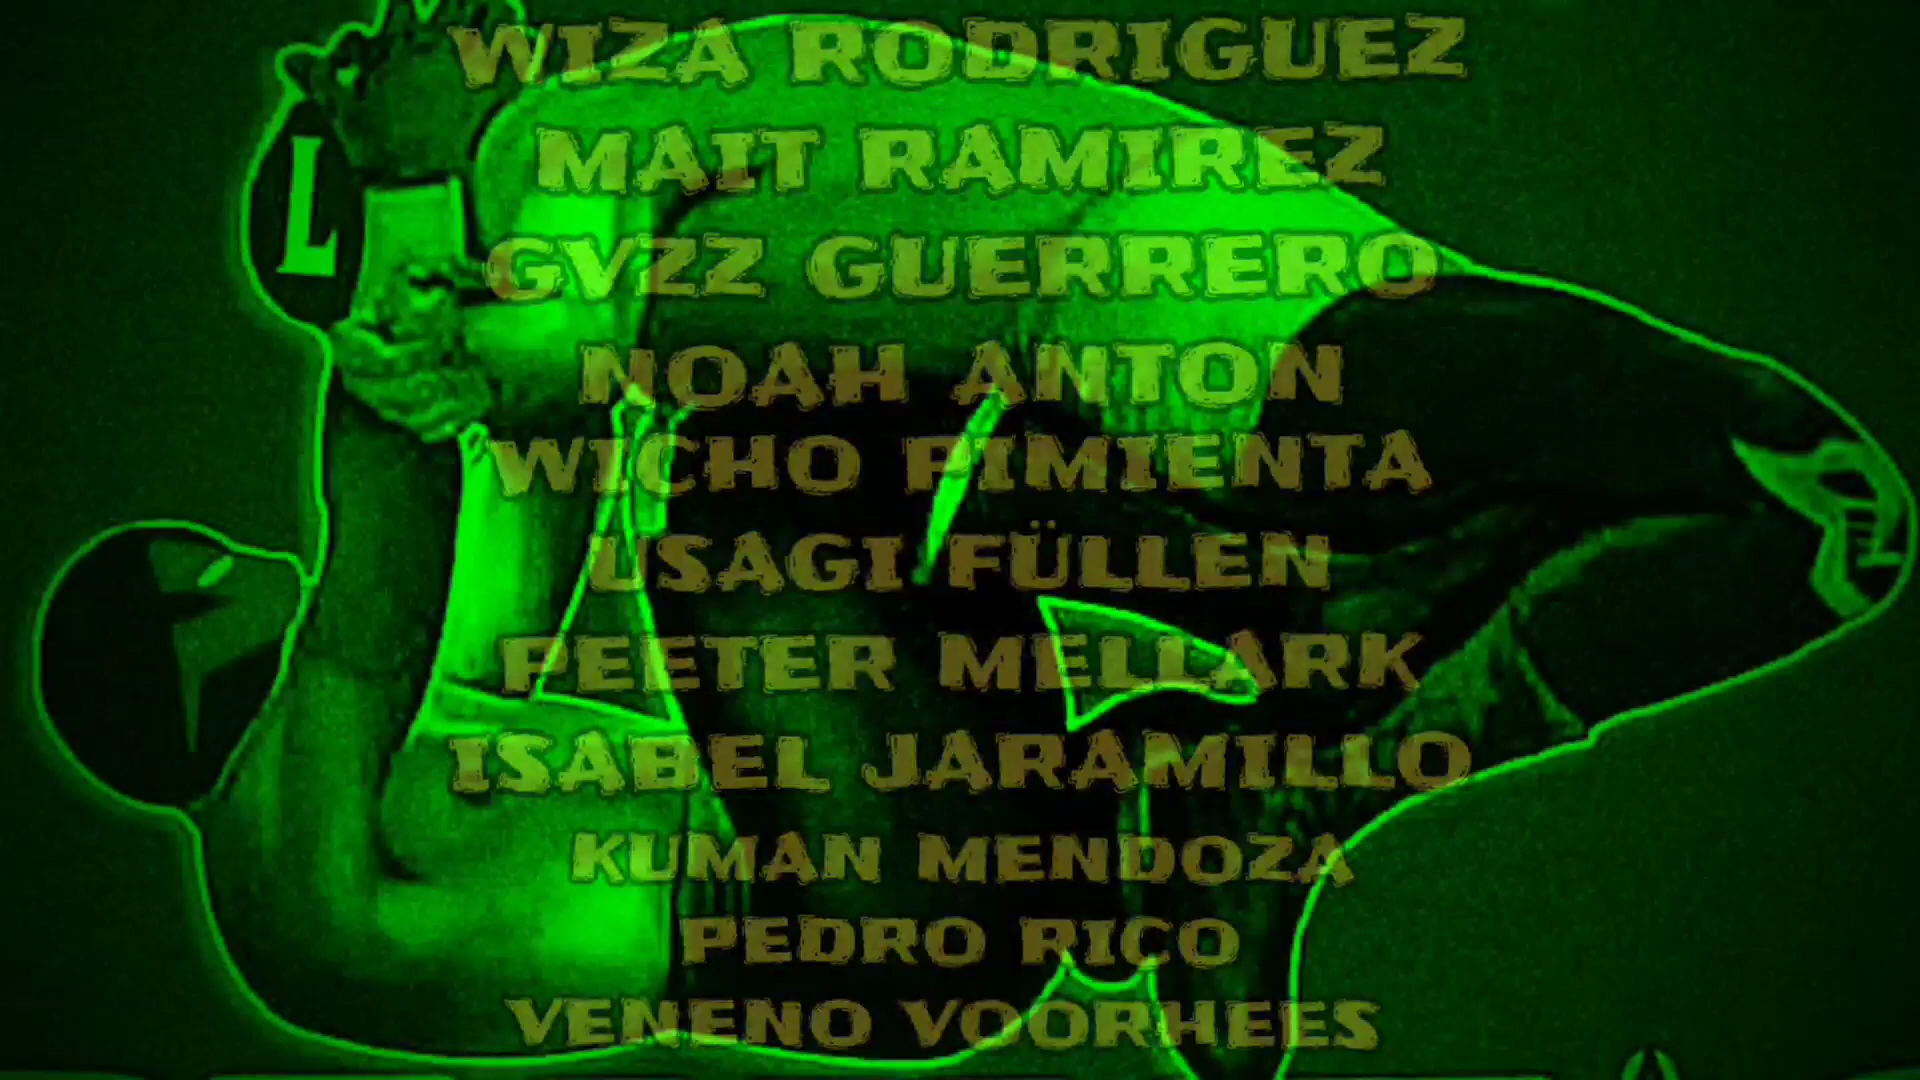 WIZA RODRIGUEZ
MAIT RAMIREZ
GVZZ GUERRERO
NOAH ANTON
WICHO PIMIENTA
USAGI FÜLLEN
PEETER MELLARK
ISABEL JARAMILLO
KUMAN MENDOZA
PEDRO RICO
VENENO VOORHEES
L